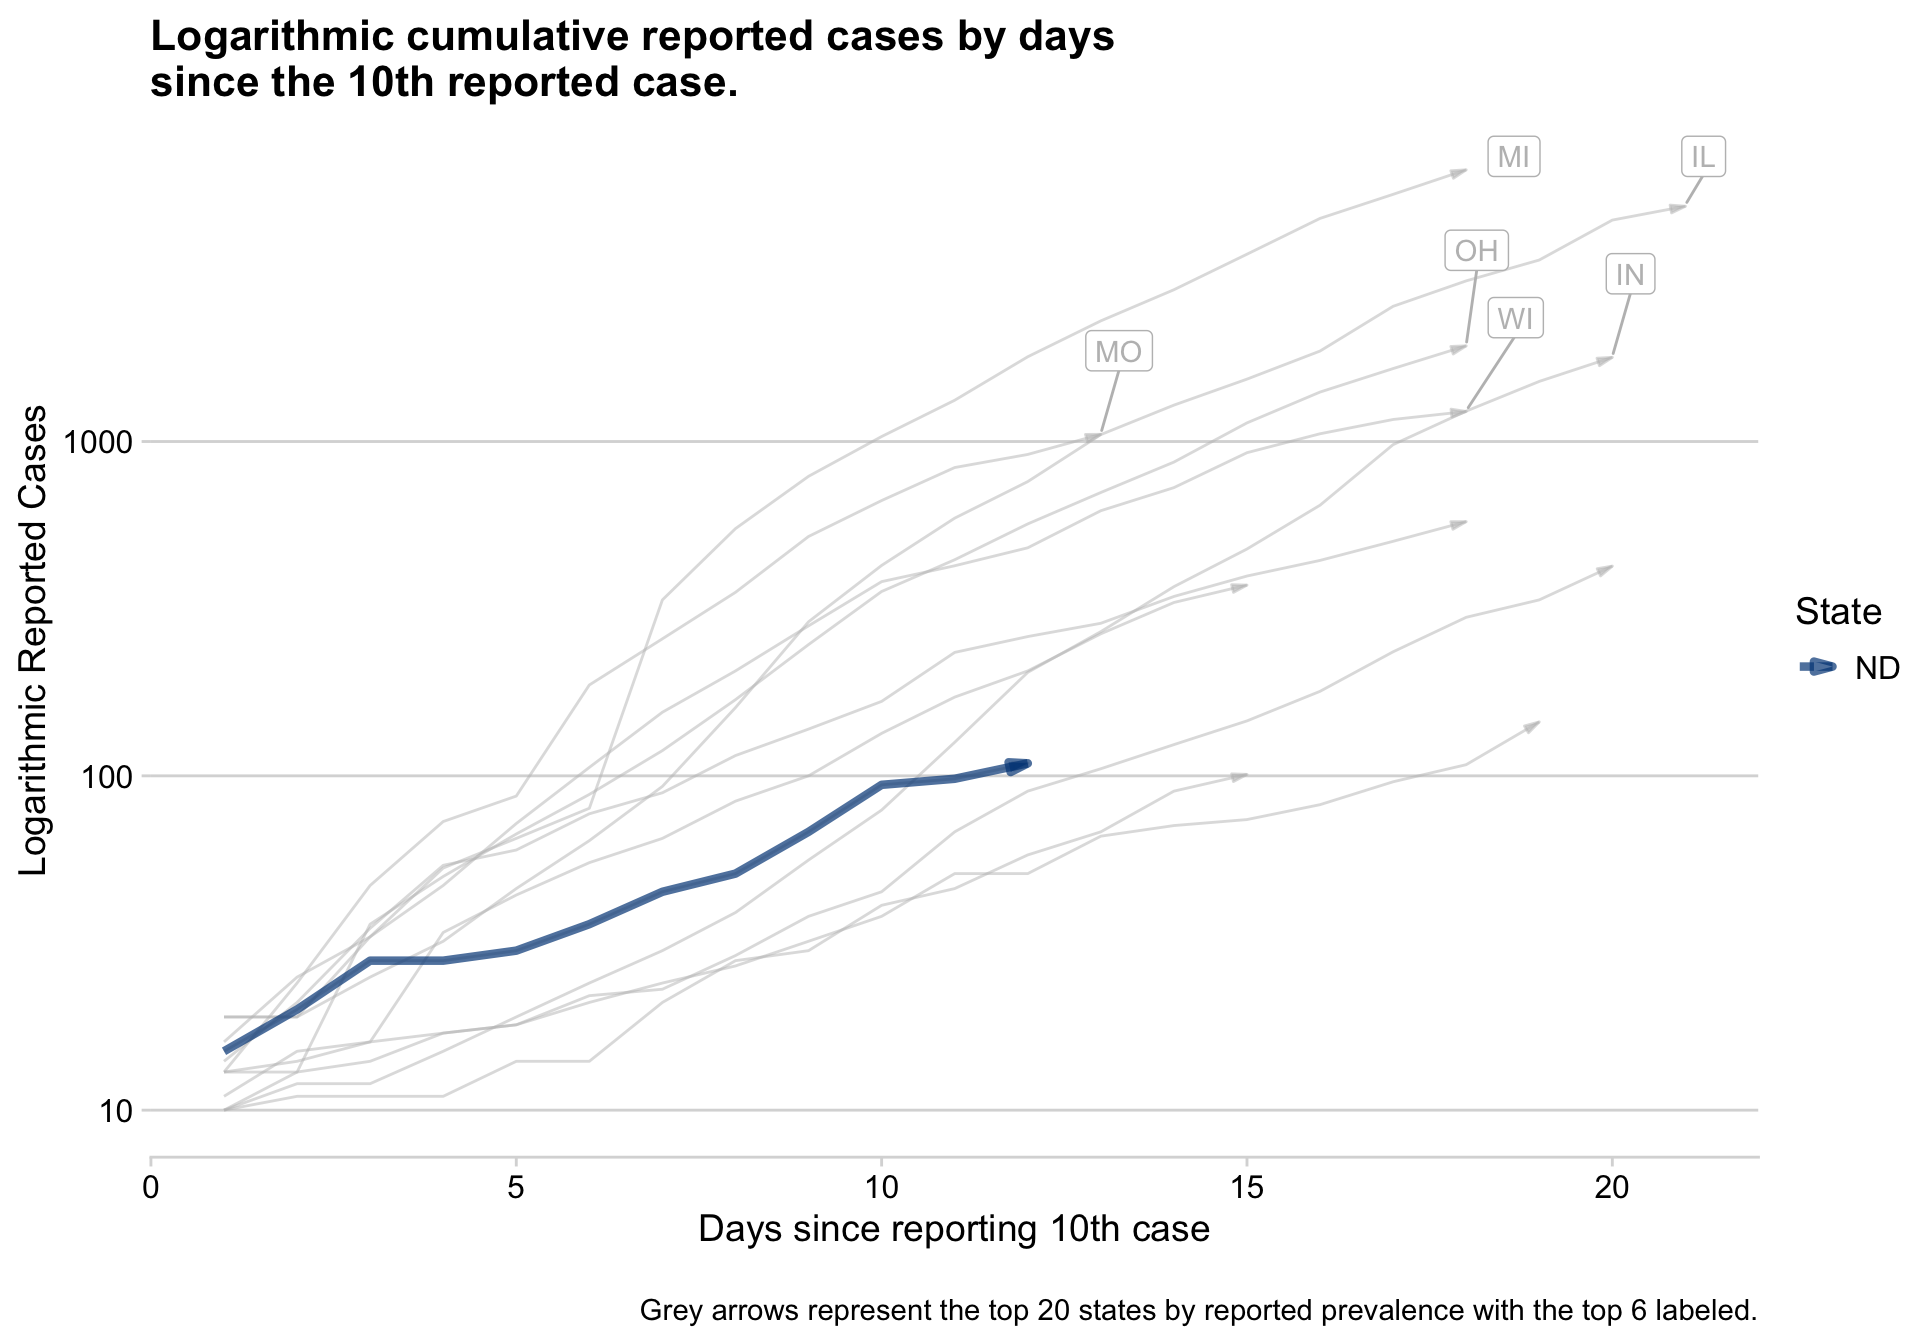 Logarithmic cumulative reported cases by days
since the 10th reported case.
MI
IL
OH
IN
WI
MO
Logarithmic Reported Cases
1000
100
10
State
ND
0 5 10 15 20
Days since reporting 10th case
Grey arrows represent the top 20 states by reported prevalence with the top 6 labeled.